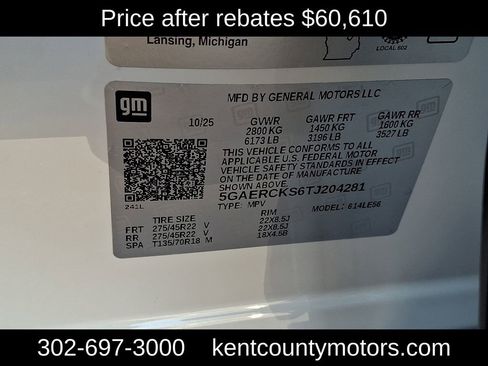 Price after rebates $60,610
Lansing, Michigan
LOCAL 602
gm
MFD BY GENERAL MOTORS LLC
10/25 GVWR GAWR FRT GAWR RR
2800 KG 1450 KG 1600 KG
6173 LB 3196 LB 3527 LB
THIS VEHICLE CONFORMS TO ALL
APPLICABLE U.S. FEDERAL MOTOR
VEHICLE SAFETY STANDARDS IN
EFFECT ON THE DATE OF
MANUFACTURE SHOWN ABOVE.
5GAERCKS6TJ204281
TYPE: MPV MODEL: 614LE56
241L
TIRE SIZE RIM
FRT 275/45R22 V 22X8.5J
RR 275/45R22 V 22X8.5J
SPA T135/70R18 M 18X4.5B
302-697-3000 kentcountymotors.com